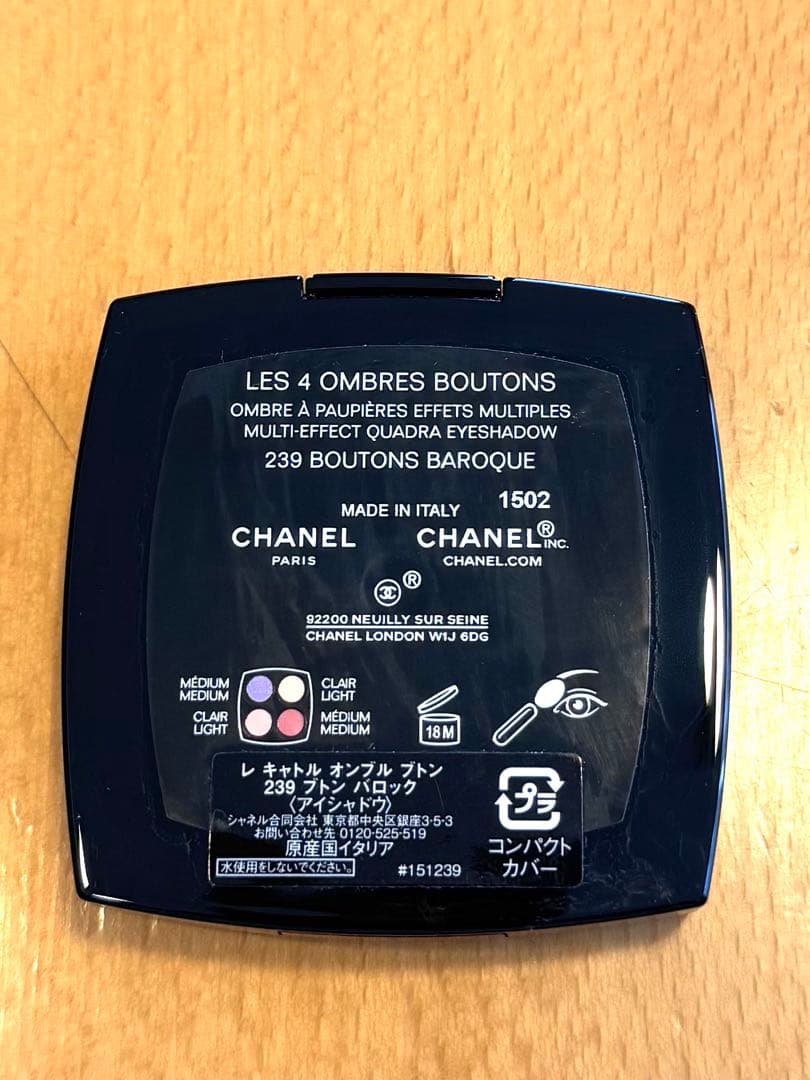 LES 4 OMBRES BOUTONS
OMBRE À PAUPIÈRES EFFETS MULTIPLES
MULTI-EFFECT QUADRA EYESHADOW
239 BOUTONS BAROQUE
MADE IN ITALY 1502
CHANEL CHANEL® INC.
PARIS CHANEL.COM
®
92200 NEUILLY SUR SEINE
CHANEL LONDON W1J 6DG
MÉDIUM CLAIR
MEDIUM LIGHT
CLAIR MÉDIUM
LIGHT MEDIUM
18M
レ キャトル オンブル ブトン
239 ブトン バロック
〈アイシャドウ〉
シャネル合同会社 東京都中央区銀座3-5-3
お問い合わせ先 0120-525-519
原産国イタリア
水使用をしないでください。 #151239
プラ
コンパクト
カバー